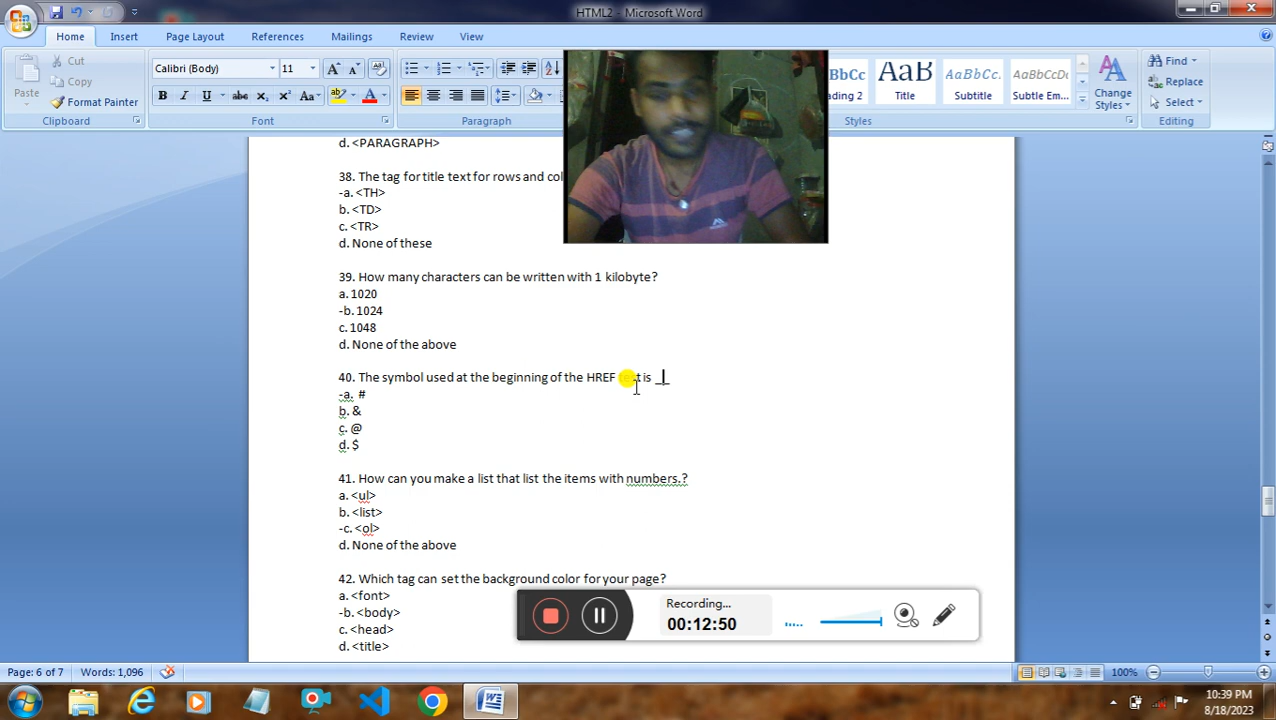 HTML2 - Microsoft Word
Home Insert Page Layout References Mailings Review View
Cut
Copy
Format Painter
Paste
Clipboard
Calibri (Body) 11
Font
Paragraph
ading 2
Title
Subtitle
Subtle Em...
Change Styles
Styles
Find
Replace
Select
Editing
d. <PARAGRAPH>
38. The tag for title text for rows and col
-a. <TH>
b. <TD>
c. <TR>
d. None of these
39. How many characters can be written with 1 kilobyte?
a. 1020
-b. 1024
c. 1048
d. None of the above
40. The symbol used at the beginning of the HREF text is __
-a. #
b. &
c. @
d. $
41. How can you make a list that list the items with numbers.?
a. <ul>
b. <list>
-c. <ol>
d. None of the above
42. Which tag can set the background color for your page?
a. <font>
-b. <body>
c. <head>
d. <title>
Recording...
00:12:50
Page: 6 of 7 Words: 1,096 100%
10:39 PM
8/18/2023